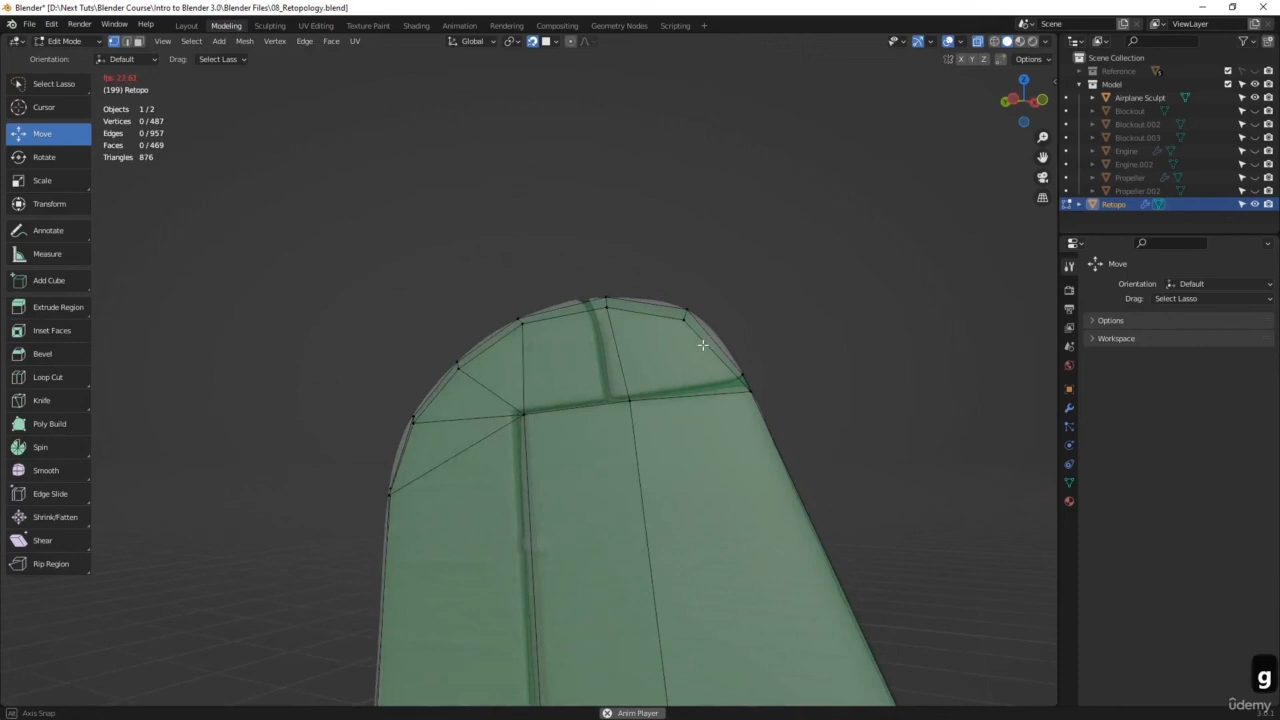 Blender* [D:\Next Tuts\Blender Course\Intro to Blender 3.0\Blender Files\08_Retopology.blend]
File Edit Render Window Help Layout Modeling Sculpting UV Editing Texture Paint Shading Animation Rendering Compositing Geometry Nodes Scripting + Scene ViewLayer
Edit Mode View Select Add Mesh Vertex Edge Face UV Global
Orientation: Default Drag: Select Lasso X Y Z Options
fps: 22.61
(199) Retopo
Objects 1 / 2
Vertices 0 / 487
Edges 0 / 957
Faces 0 / 469
Triangles 876
Select Lasso
Cursor
Move
Rotate
Scale
Transform
Annotate
Measure
Add Cube
Extrude Region
Inset Faces
Bevel
Loop Cut
Knife
Poly Build
Spin
Smooth
Edge Slide
Shrink/Fatten
Shear
Rip Region
Z
Scene Collection
Reference
Model
Airplane Sculpt
Blockout
Blockout.002
Blockout.003
Engine
Engine.002
Propeller
Propeller.002
Retopo
Move
Orientation Default
Drag: Select Lasso
Options
Workspace
g
Axis Snap Anim Player
ûdemy